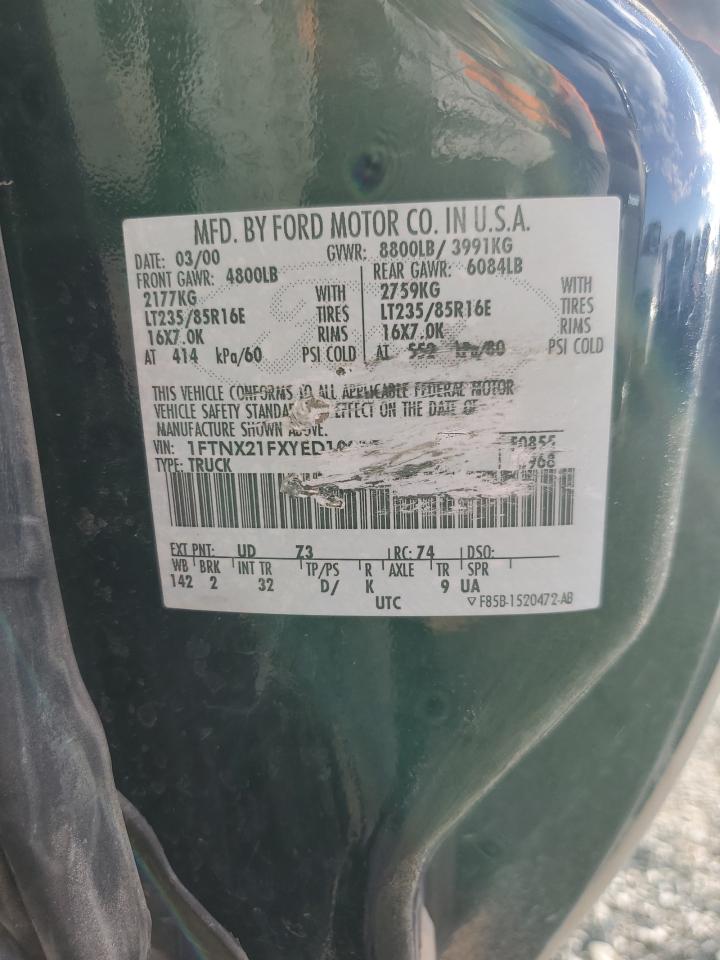 MFD. BY FORD MOTOR CO. IN U.S.A.
DATE: 03/00 GVWR: 8800LB/ 3991KG
FRONT GAWR: 4800LB REAR GAWR: 6084LB
2177KG WITH 2759KG WITH
LT235/85R16E TIRES LT235/85R16E TIRES
16X7.0K RIMS 16X7.0K RIMS
AT 414 kPa/60 PSI COLD AT 552 kPa/80 PSI COLD
THIS VEHICLE CONFORMS TO ALL APPLICABLE FEDERAL MOTOR
VEHICLE SAFETY EFFECT ON THE DATE OF
MANUFACTURE SHOWN ABOVE.
VIN: F0855
TYPE: TRUCK
EXT PNT: UD Z3 RC: 74 DSO:
WB BRK INT TR TP/PS R AXLE TR SPR
142 2 32 D/ K 9 UA
UTC F85B-1520472-AB